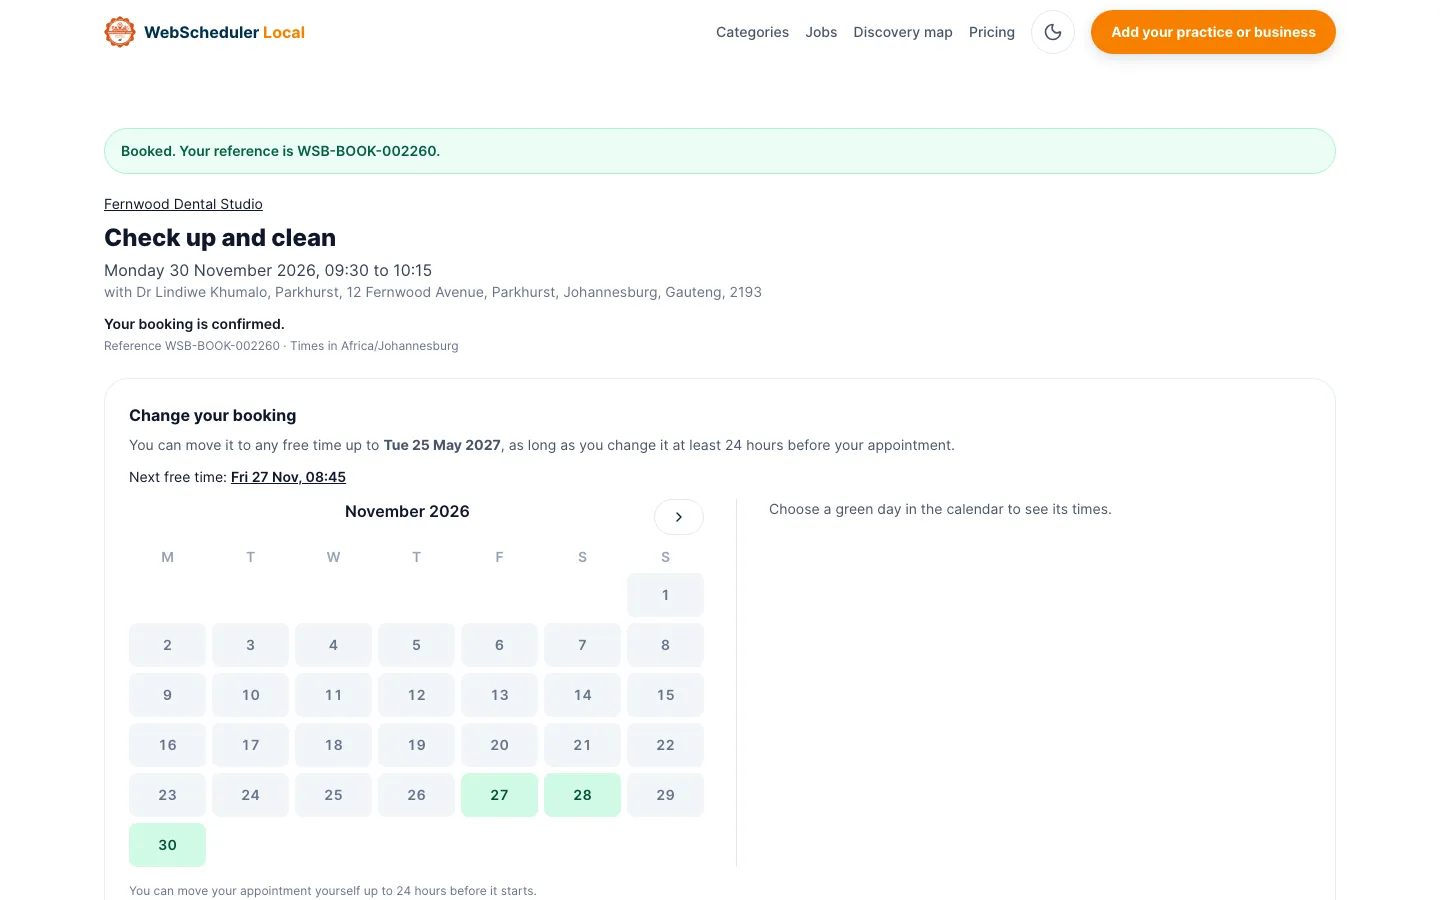 WebScheduler Local
Categories Jobs Discovery map Pricing Add your practice or business
Booked. Your reference is WSB-BOOK-002260.
Fernwood Dental Studio
Check up and clean
Monday 30 November 2026, 09:30 to 10:15
with Dr Lindiwe Khumalo, Parkhurst, 12 Fernwood Avenue, Parkhurst, Johannesburg, Gauteng, 2193
Your booking is confirmed.
Reference WSB-BOOK-002260 · Times in Africa/Johannesburg
Change your booking
You can move it to any free time up to Tue 25 May 2027, as long as you change it at least 24 hours before your appointment.
Next free time: Fri 27 Nov, 08:45
November 2026
M T W T F S S
1
2 3 4 5 6 7 8
9 10 11 12 13 14 15
16 17 18 19 20 21 22
23 24 25 26 27 28 29
30
Choose a green day in the calendar to see its times.
You can move your appointment yourself up to 24 hours before it starts.